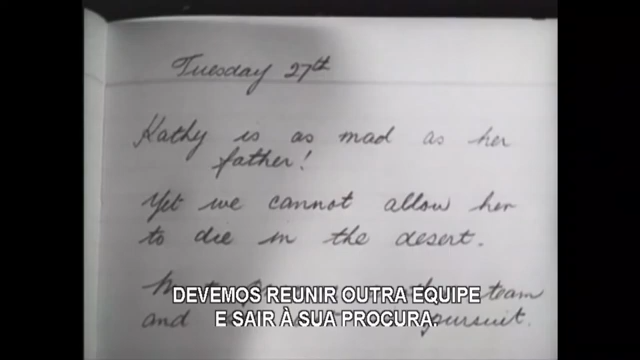 Tuesday 27th
Kathy is as mad as her
father!
Yet we cannot allow her
to die in the desert.
team
and pursuit.
DEVEMOS REUNIR OUTRA EQUIPE
E SAIR À SUA PROCURA.